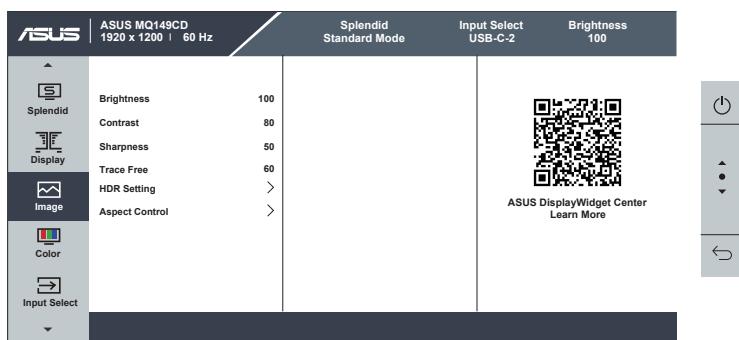 ASUS
ASUS MQ149CD
1920 x 1200 | 60 Hz
Splendid
Standard Mode
Input Select
USB-C-2
Brightness
100
Splendid
Display
Image
Color
Input Select
Brightness 100
Contrast 80
Sharpness 50
Trace Free 60
HDR Setting
Aspect Control
ASUS DisplayWidget Center
Learn More